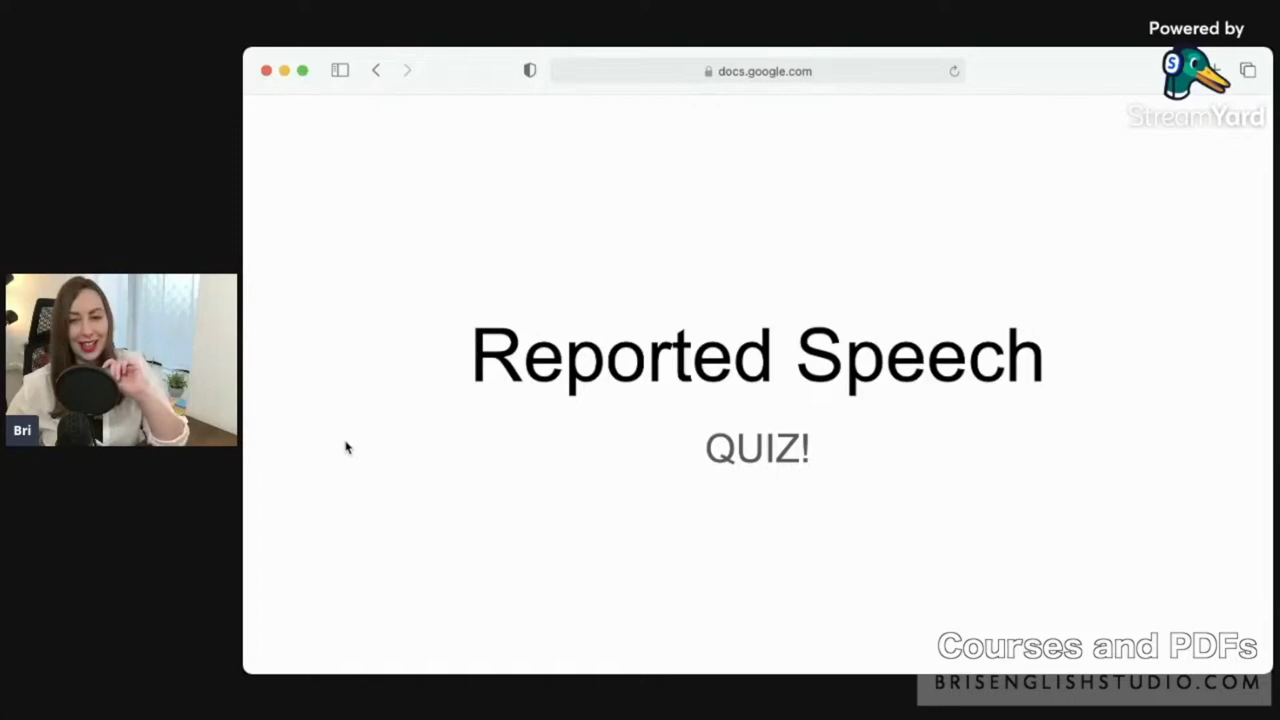 Powered by
docs.google.com
S
StreamYard
Reported Speech
Bri
QUIZ!
Courses and PDFs
BRISENGLISHSTUDIO.COM